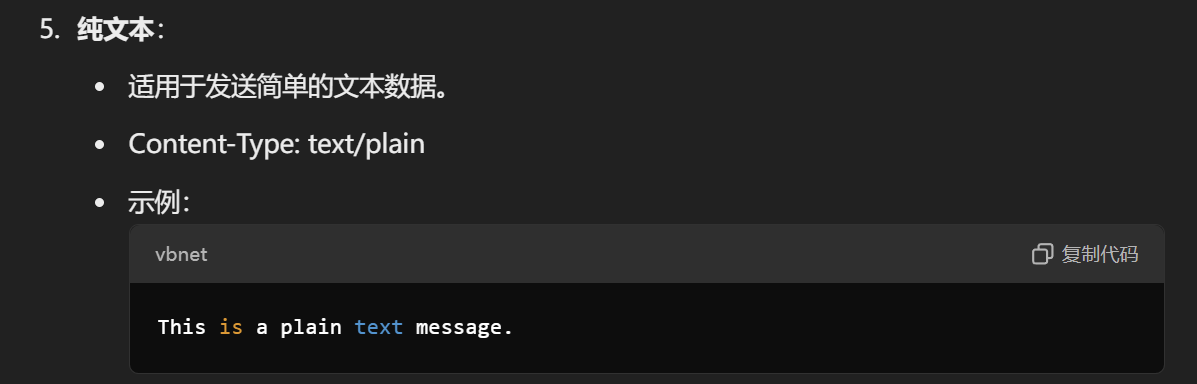 5. 纯文本：
• 适用于发送简单的文本数据。
• Content-Type: text/plain
• 示例：
vbnet 复制代码
This is a plain text message.